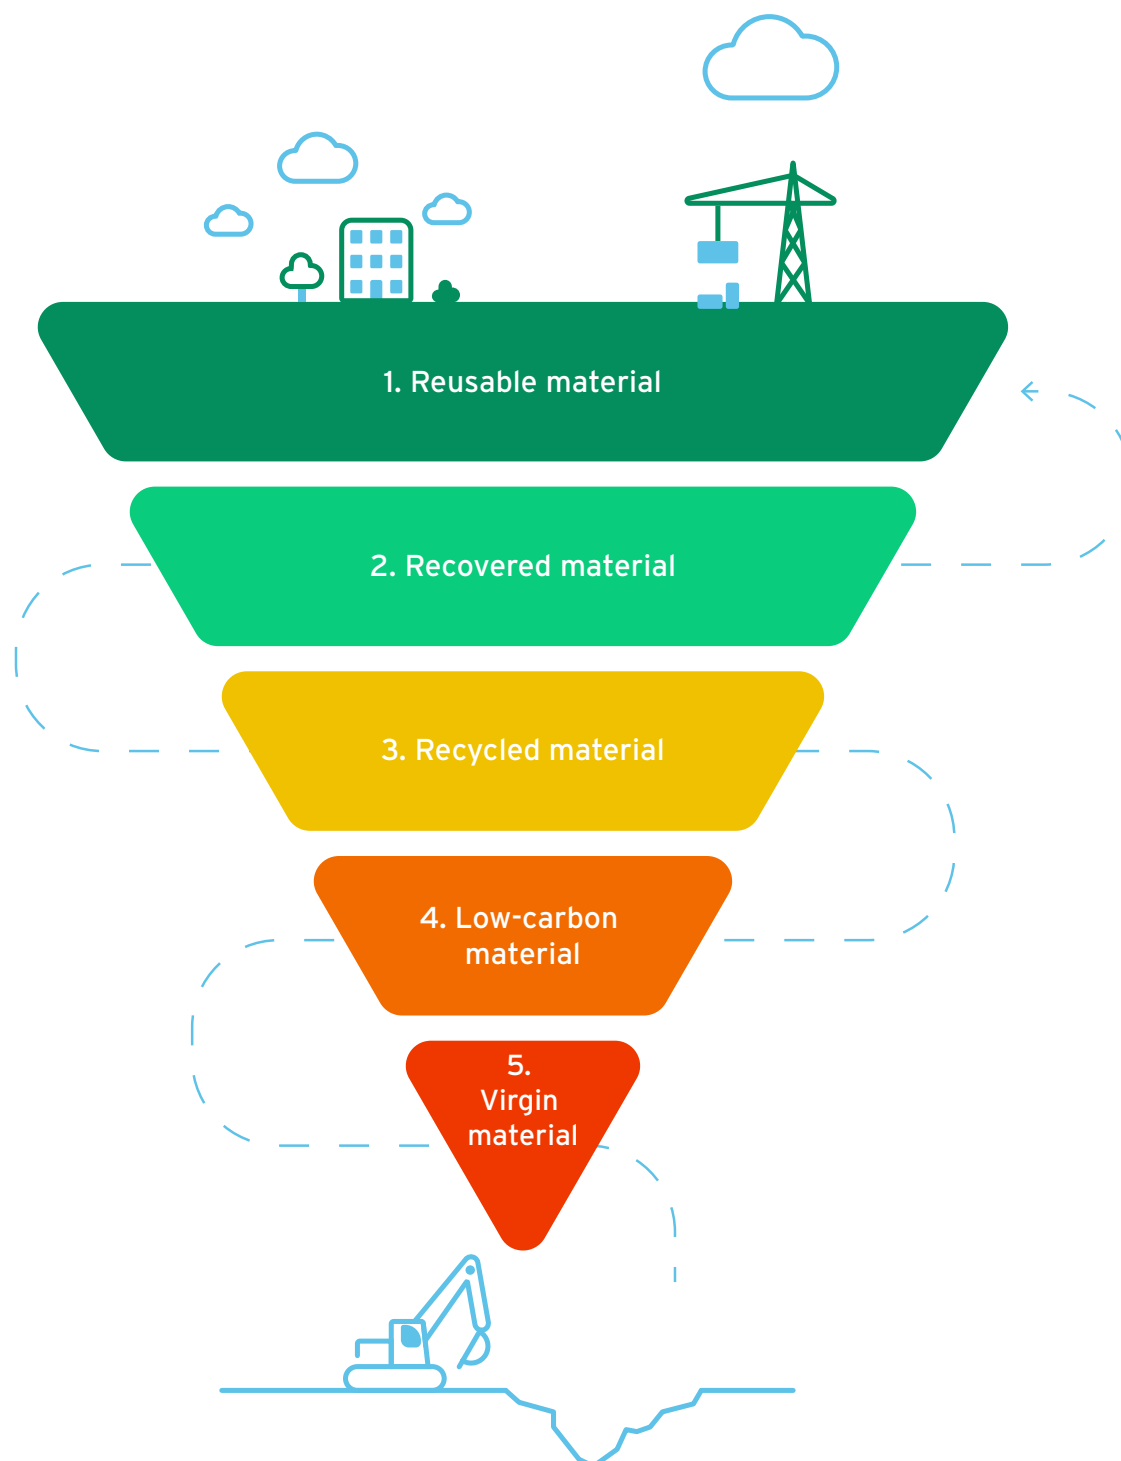 1. Reusable material
2. Recovered material
3. Recycled material
4. Low-carbon
material
5.
Virgin
material